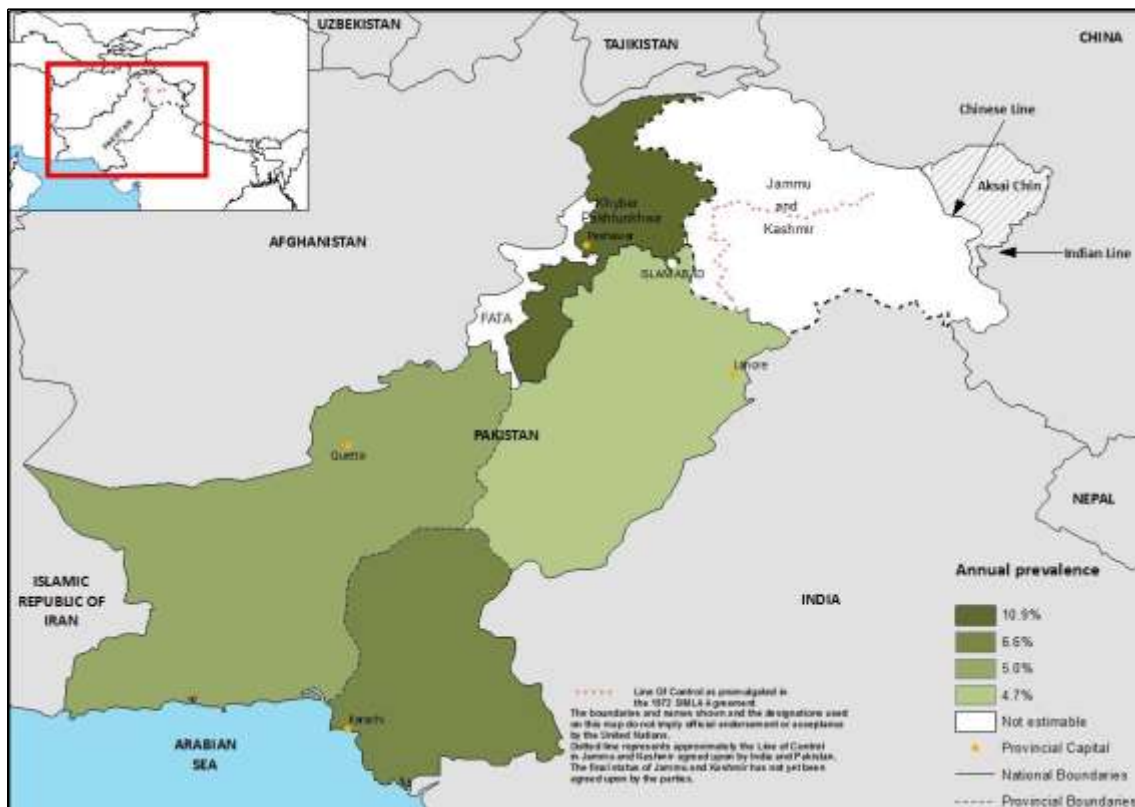 UZBEKISTAN
TAJIKISTAN
CHINA
PAKISTAN
Chinese Line
Aksai Chin
Jammu
and
Kashmir
Indian Line
Khyber
Pakhtunkhwa
Peshawar
AFGHANISTAN
ISLAMABAD
FATA
Lahore
PAKISTAN
Quetta
NEPAL
ISLAMIC
REPUBLIC OF
IRAN
INDIA
Karachi
ARABIAN
SEA
Annual prevalence
10.9%
6.6%
5.0%
4.7%
Not estimable
Provincial Capital
National Boundaries
Provincial Boundaries
Line Of Control as promulgated in
the 1972 SIMLA Agreement.
The boundaries and names shown and the designations used
on this map do not imply official endorsement or acceptance
by the United Nations.
Dotted line represents approximately the Line of Control
in Jammu and Kashmir agreed upon by India and Pakistan.
The final status of Jammu and Kashmir has not yet been
agreed upon by the parties.